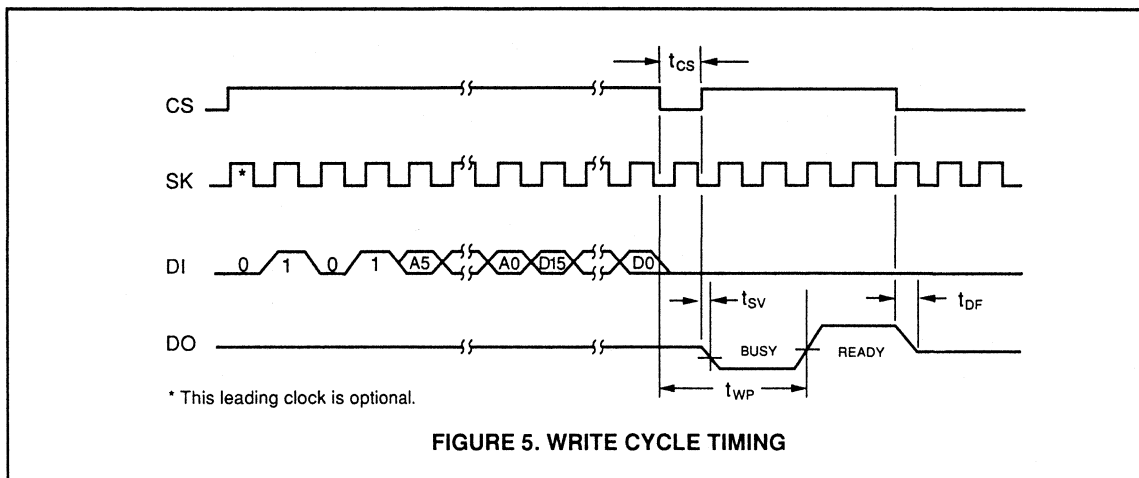 tCS
CS
SK *
DI 0 1 0 1 A5 A0 D15 D0
tSV
tDF
DO BUSY READY
tWP
* This leading clock is optional.
FIGURE 5. WRITE CYCLE TIMING